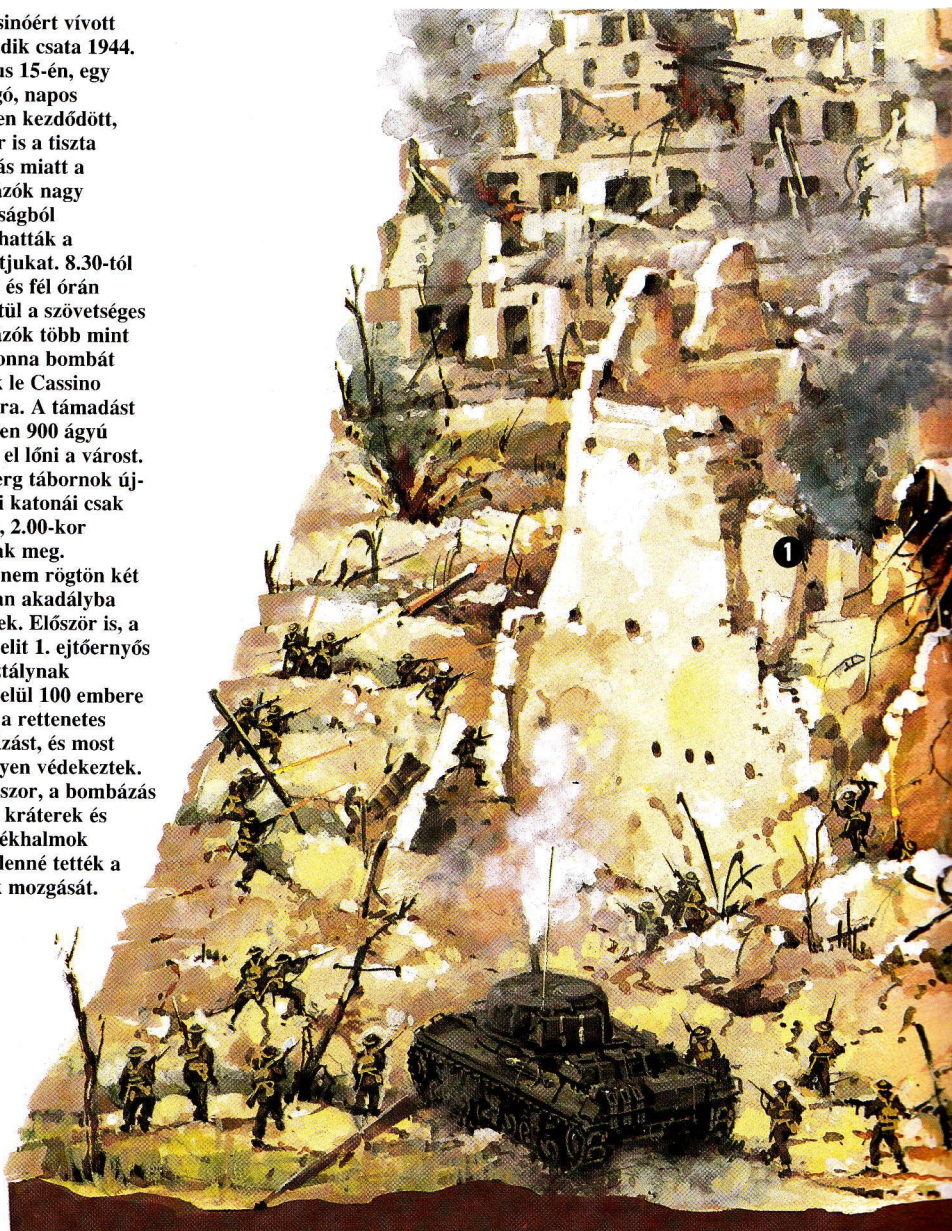 sinóért vívott
dik csata 1944.
us 15-én, egy
gó, napos
en kezdődött,
r is a tiszta
ás miatt a
zók nagy
ságból
hatták a
tjukat. 8.30-tól
és fél órán
tül a szövetséges
zók több mint
onna bombát
k le Cassino
ra. A támadást
en 900 ágyú
el lőni a várost.
erg tábornok új-
i katonái csak
, 2.00-kor
ak meg.
nem rögtön két
an akadályba
ek. Először is, a
elit 1. ejtőernyős
ztálynak
elül 100 embere
a rettenetes
zást, és most
yen védekeztek.
szor, a bombázás
kráterek és
ékhalmok
lenné tették a
k mozgását.
1